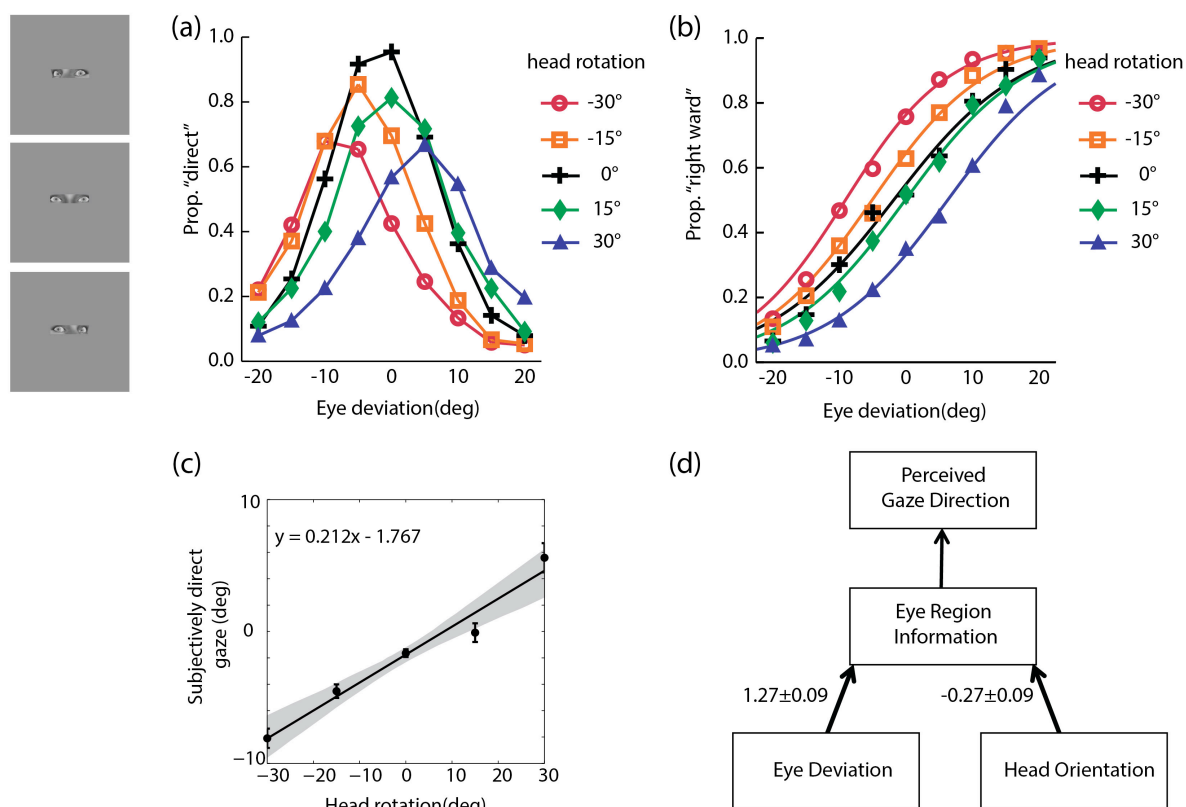 (a)
1.0
0.8
0.6
0.4
0.2
0.0
Prop. “direct”
-20
-10
0
10
20
Eye deviation(deg)
head rotation
-30°
-15°
0°
15°
30°
(b)
1.0
0.8
0.6
0.4
0.2
0.0
Prop.“right ward”
-20
-10
0
10
20
Eye deviation(deg)
head rotation
-30°
-15°
0°
15°
30°
(c)
10
0
−10
Subjectively direct
gaze (deg)
y = 0.212x - 1.767
−30
−20
−10
0
10
20
30
Head rotation(deg)
(d)
Perceived
Gaze Direction
Eye Region
Information
1.27±0.09
-0.27±0.09
Eye Deviation
Head Orientation